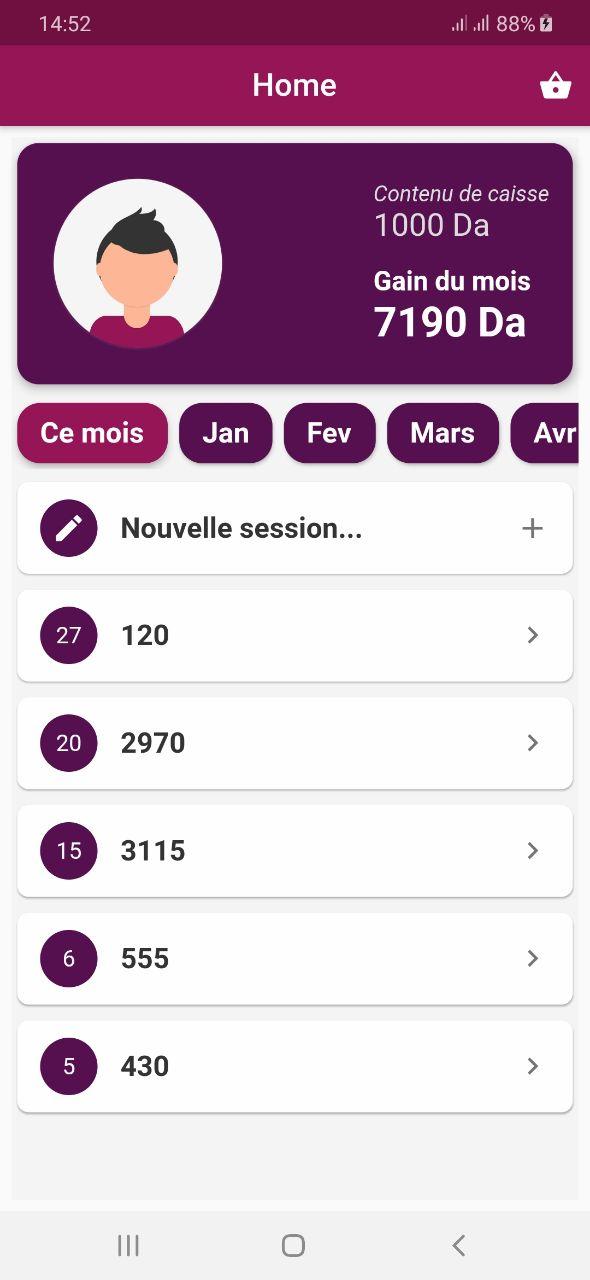 14:52
88%
Home
Contenu de caisse
1000 Da
Gain du mois
7190 Da
Ce mois
Jan
Fev
Mars
Avr
Nouvelle session...
27
120
20
2970
15
3115
6
555
5
430